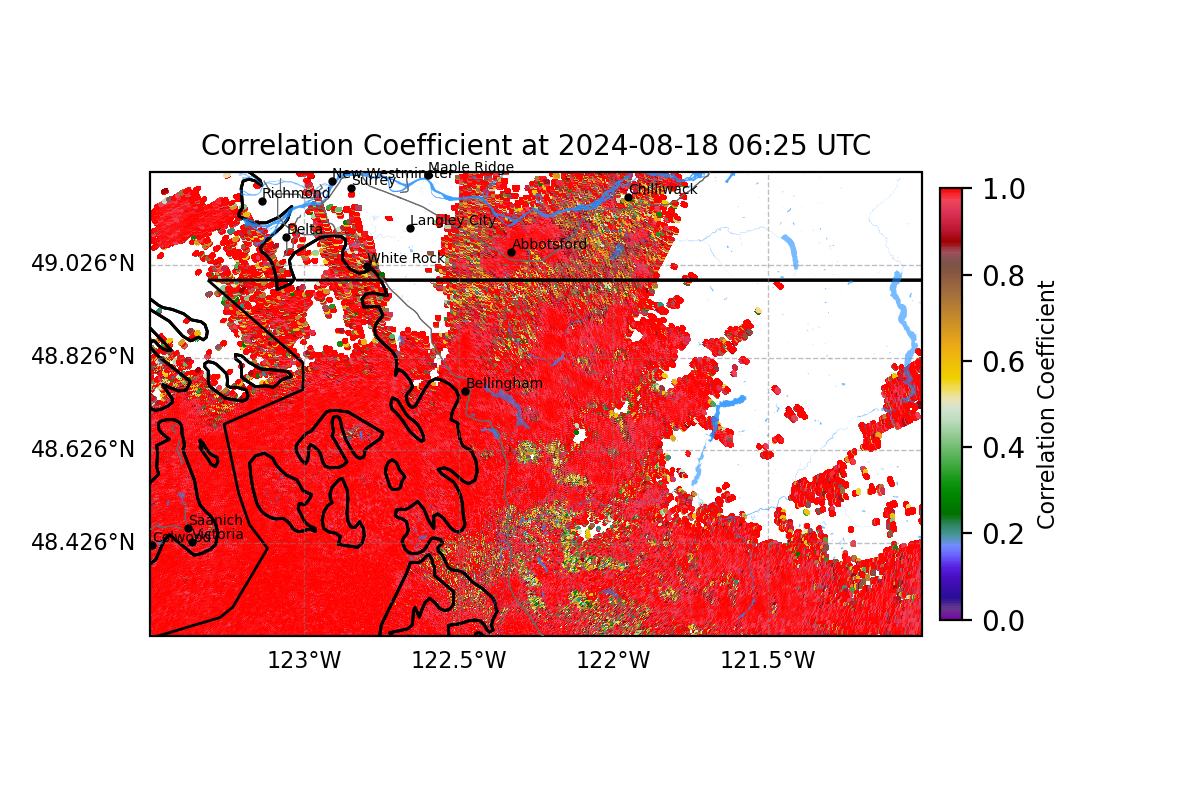 Correlation Coefficient at 2024-08-18 06:25 UTC
Maple Ridge
New Westminster
Surrey
Richmond
Chilliwack
Langley City
Delta
Abbotsford
White Rock
Bellingham
Saanich
Victoria
Colwood
49.026°N
48.826°N
48.626°N
48.426°N
123°W
122.5°W
122°W
121.5°W
1.0
0.8
0.6
0.4
0.2
0.0
Correlation Coefficient